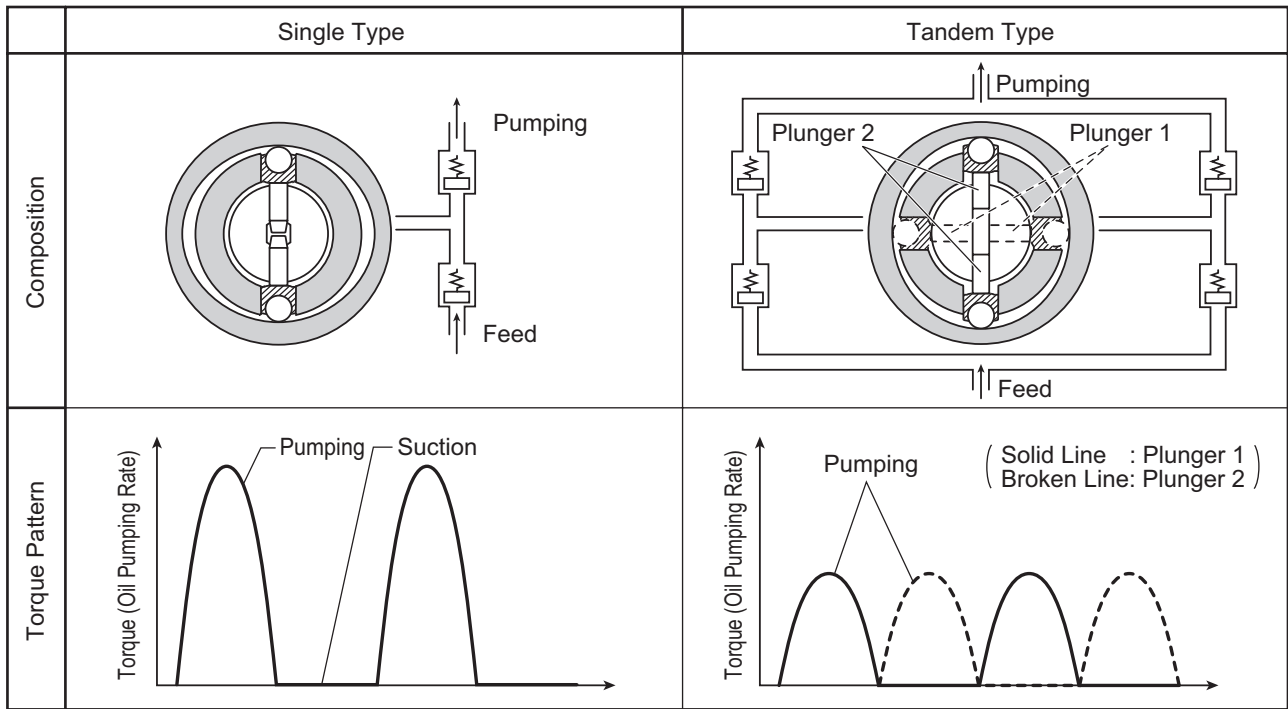 Single Type
Tandem Type
Composition
Pumping
Feed
Pumping
Plunger 2
Plunger 1
Feed
Torque Pattern
Torque (Oil Pumping Rate)
Pumping
Suction
Torque (Oil Pumping Rate)
Pumping
( Solid Line : Plunger 1
Broken Line: Plunger 2 )